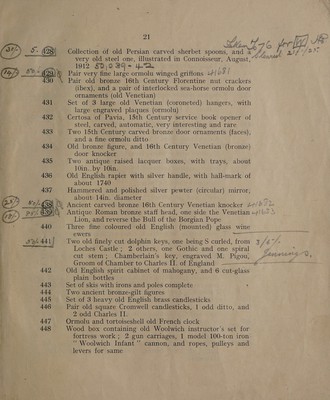 21
5. 428 Collection of old Persian carved sherbet spoons, and a
very old steel one, illustrated in Connoisseur, August,
1912
429 Pair very fine large ormolu winged griffons
430 Pair old bronze 16th Century Florentine nut crackers
(ibex), and a pair of interlocked sea-horse ormolu door
ornaments (old Venetian)
431 Set of 3 large old Venetian (coroneted) hangers, with
large engraved plaques (ormolu)
432 Certosa of Pavia, 15th Century service book opener of
steel, carved, automatic, very interesting and rare
433 Two 15th Century carved bronze door ornaments (faces),
and a fine ormolu ditto
434 Old bronze figure, and 16th Century Venetian (bronze)
door knocker
435 Two antique raised lacquer boxes, with trays, about
10in. by 10in.
436 Old English rapier with silver handle, with hall-mark of
about 1740
437 Hammered and polished silver pewter (circular) mirror,
about 14in. diameter
438 Ancient carved bronze 16th Century Venetian knocker
439 Antique Roman bronze staff head, one side the Venetian
Lion, and reverse the Bull of the Borgian Pope
440 Three fine coloured old English (mounted) glass wine
ewers
441 Two old finely cut dolphin keys, one being S curled, from
Loches Castle; 2 others, one Gothic and one spiral
cut stem; Chamberlain's key, engraved M. Pigou,
Groom of Chamber to Charles II. of England
Jennings.
442 Old English spirit cabinet of mahogany, and 6 cut-glass
plain bottles
443 Set of skis with irons and poles complete
444 Two ancient bronze-gilt figures
445 Set of 3 heavy old English brass candlesticks
446 Pair old square Cromwell candlesticks, 1 odd ditto, and
2 odd Charles II.
447 Ormolu and tortoiseshell old French clock
448 Wood box containing old Woolwich instructor's set for
fortress work; 2 gun carriages, 1 model 100-ton iron
"Woolwich Infant" cannon, and ropes, pulleys and
levers for same